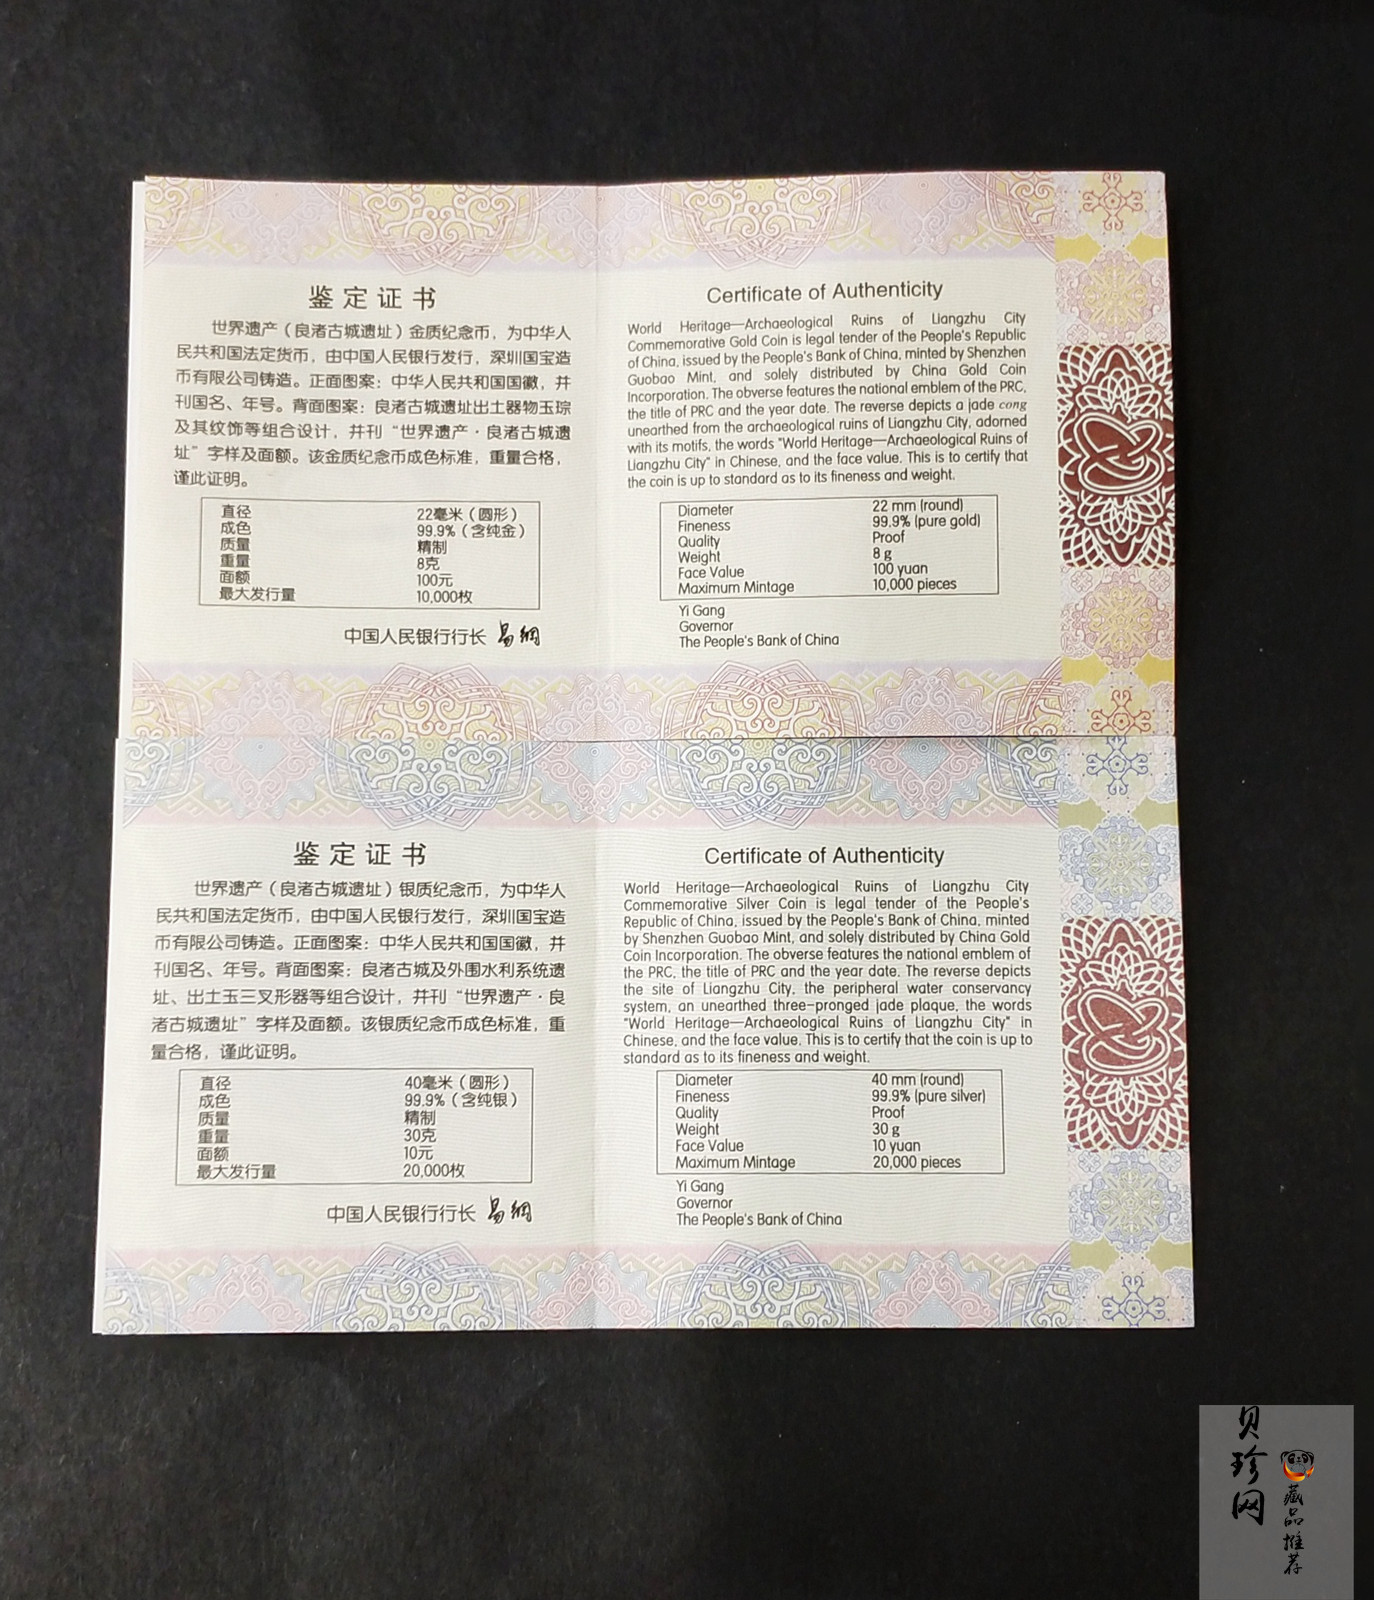 鉴定证书
世界遗产（良渚古城遗址）金质纪念币，为中华人
民共和国法定货币，由中国人民银行发行，深圳国宝造
币有限公司铸造。正面图案：中华人民共和国国徽，并
刊国名、年号。背面图案：良渚古城遗址出土器物玉琮
及其纹饰等组合设计，并刊“世界遗产·良渚古城遗
址”字样及面额。该金质纪念币成色标准，重量合格，
谨此证明。
直径 22毫米（圆形）
成色 99.9%（含纯金）
质量 精制
重量 8克
面额 100元
最大发行量 10,000枚
中国人民银行行长 易纲
Certificate of Authenticity
World Heritage—Archaeological Ruins of Liangzhu City
Commemorative Gold Coin is legal tender of the People's Republic
of China, issued by the People's Bank of China, minted by Shenzhen
Guobao Mint, and solely distributed by China Gold Coin
Incorporation. The obverse features the national emblem of the PRC,
the title of PRC and the year date. The reverse depicts a jade cong
unearthed from the archaeological ruins of Liangzhu City, adorned
with its motifs, the words "World Heritage—Archaeological Ruins of
Liangzhu City" in Chinese, and the face value. This is to certify that
the coin is up to standard as to its fineness and weight.
Diameter 22 mm (round)
Fineness 99.9% (pure gold)
Quality Proof
Weight 8 g
Face Value 100 yuan
Maximum Mintage 10,000 pieces
Yi Gang
Governor
The People's Bank of China
鉴定证书
世界遗产（良渚古城遗址）银质纪念币，为中华人
民共和国法定货币，由中国人民银行发行，深圳国宝造
币有限公司铸造。正面图案：中华人民共和国国徽，并
刊国名、年号。背面图案：良渚古城及外围水利系统遗
址、出土玉三叉形器等组合设计，并刊“世界遗产·良
渚古城遗址”字样及面额。该银质纪念币成色标准，重
量合格，谨此证明。
直径 40毫米（圆形）
成色 99.9%（含纯银）
质量 精制
重量 30克
面额 10元
最大发行量 20,000枚
中国人民银行行长 易纲
Certificate of Authenticity
World Heritage—Archaeological Ruins of Liangzhu City
Commemorative Silver Coin is legal tender of the People's
Republic of China, issued by the People's Bank of China, minted
by Shenzhen Guobao Mint, and solely distributed by China Gold
Coin Incorporation. The obverse features the national emblem of
the PRC, the title of PRC and the year date. The reverse depicts
the site of Liangzhu City, the peripheral water conservancy
system, an unearthed three-pronged jade plaque, the words
"World Heritage—Archaeological Ruins of Liangzhu City" in
Chinese, and the face value. This is to certify that the coin is up to
standard as to its fineness and weight.
Diameter 40 mm (round)
Fineness 99.9% (pure silver)
Quality Proof
Weight 30 g
Face Value 10 yuan
Maximum Mintage 20,000 pieces
Yi Gang
Governor
The People's Bank of China
贝珍网
藏品推荐